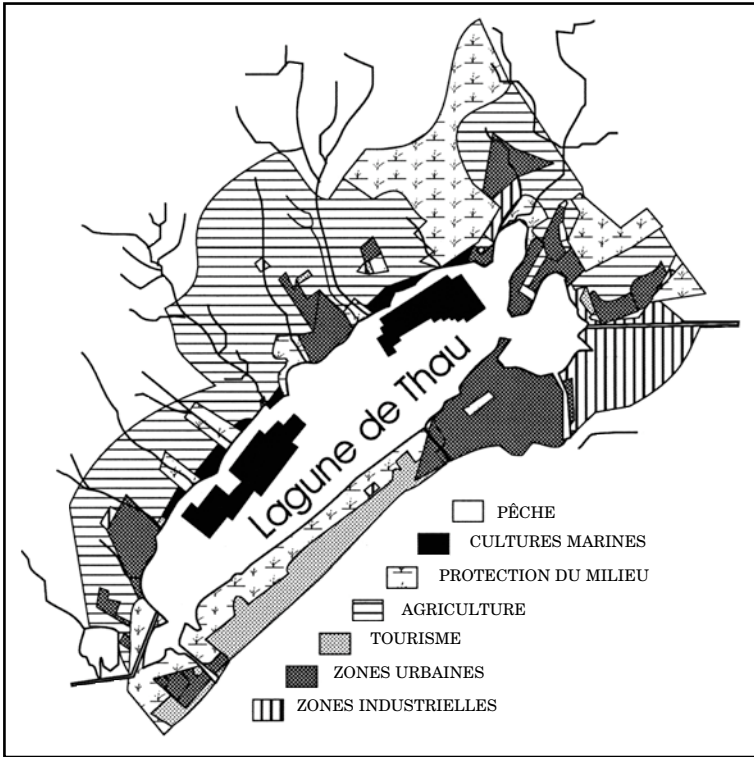 Lagune de Thau
PÊCHE
CULTURES MARINES
PROTECTION DU MILIEU
AGRICULTURE
TOURISME
ZONES URBAINES
ZONES INDUSTRIELLES